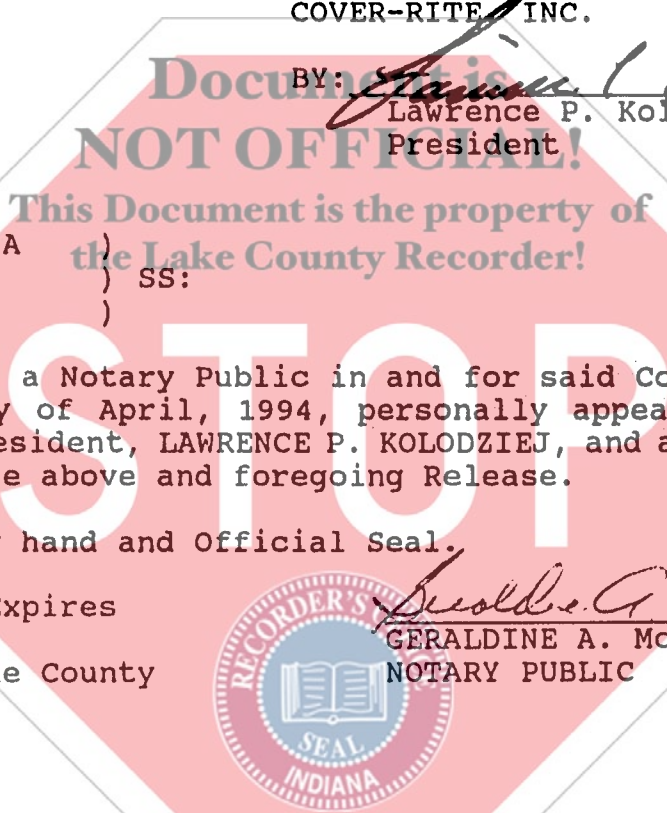 COVER-RITE, INC.
Document is
BY:
Lawrence P. Kol
NOT OFFICIAL!
President
This Document is the property of
A )
the Lake County Recorder!
) SS:
)
STOP
a Notary Public in and for said Co
y of April, 1994, personally appea
esident, LAWRENCE P. KOLODZIEJ, and a
e above and foregoing Release.
hand and Official Seal.
Expires
GERALDINE A. Mc
e County
NOTARY PUBLIC
RECORDER'S
SEAL
INDIANA